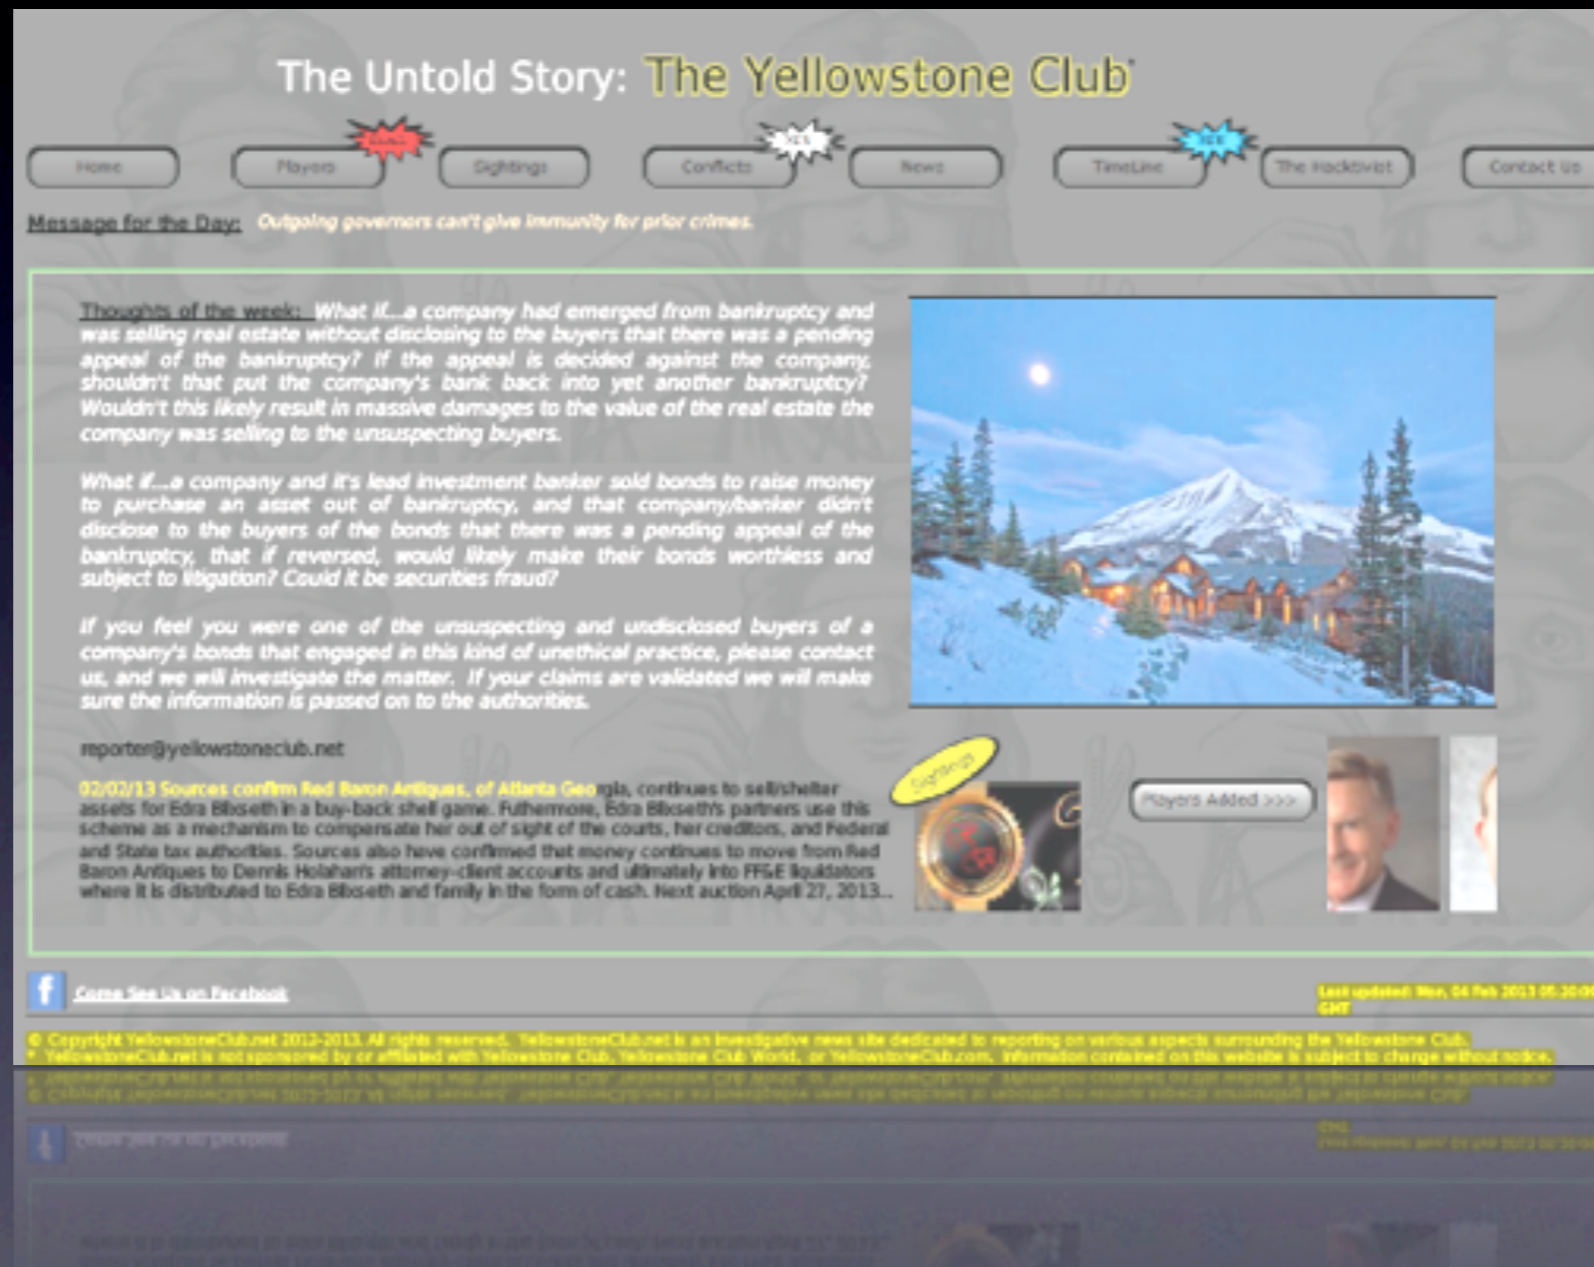 The Untold Story: The Yellowstone Club*
NEW
Home Players Sightings Conflicts News TimeLine The Hacktivist Contact Us
Message for the Day: Outgoing governors can't give immunity for prior crimes.
Thoughts of the week: What if...a company had emerged from bankruptcy and
was selling real estate without disclosing to the buyers that there was a pending
appeal of the bankruptcy? If the appeal is decided against the company,
shouldn't that put the company's bank back into yet another bankruptcy?
Wouldn't this likely result in massive damages to the value of the real estate the
company was selling to the unsuspecting buyers.
What if...a company and it's lead investment banker sold bonds to raise money
to purchase an asset out of bankruptcy, and that company/banker didn't
disclose to the buyers of the bonds that there was a pending appeal of the
bankruptcy, that if reversed, would likely make their bonds worthless and
subject to litigation? Could it be securities fraud?
If you feel you were one of the unsuspecting and undisclosed buyers of a
company's bonds that engaged in this kind of unethical practice, please contact
us, and we will investigate the matter. If your claims are validated we will make
sure the information is passed on to the authorities.
reporter@yellowstoneclub.net
Sightings
Players Added >>>
02/02/13 Sources confirm Red Baron Antiques, of Atlanta Georgia, continues to sell/shelter
assets for Edra Blixseth in a buy-back shell game. Futhermore, Edra Blixseth's partners use this
scheme as a mechanism to compensate her out of sight of the courts, her creditors, and Federal
and State tax authorities. Sources also have confirmed that money continues to move from Red
Baron Antiques to Dennis Holahan's attorney-client accounts and ultimately into FF&E liquidators
where it is distributed to Edra Blixseth and family in the form of cash. Next auction April 27, 2013...
Come See Us on Facebook
Last updated: Mon, 04 Feb 2013
GMT
© Copyright YellowstoneClub.net 2012-2013. All rights reserved. YellowstoneClub.net is an investigative news site dedicated to reporting on various aspects surrounding the Yellowstone Club.
* YellowstoneClub.net is not sponsored by or affiliated with Yellowstone Club, Yellowstone Club World, or YellowstoneClub.com. Information contained on this website is subject to change without notice.